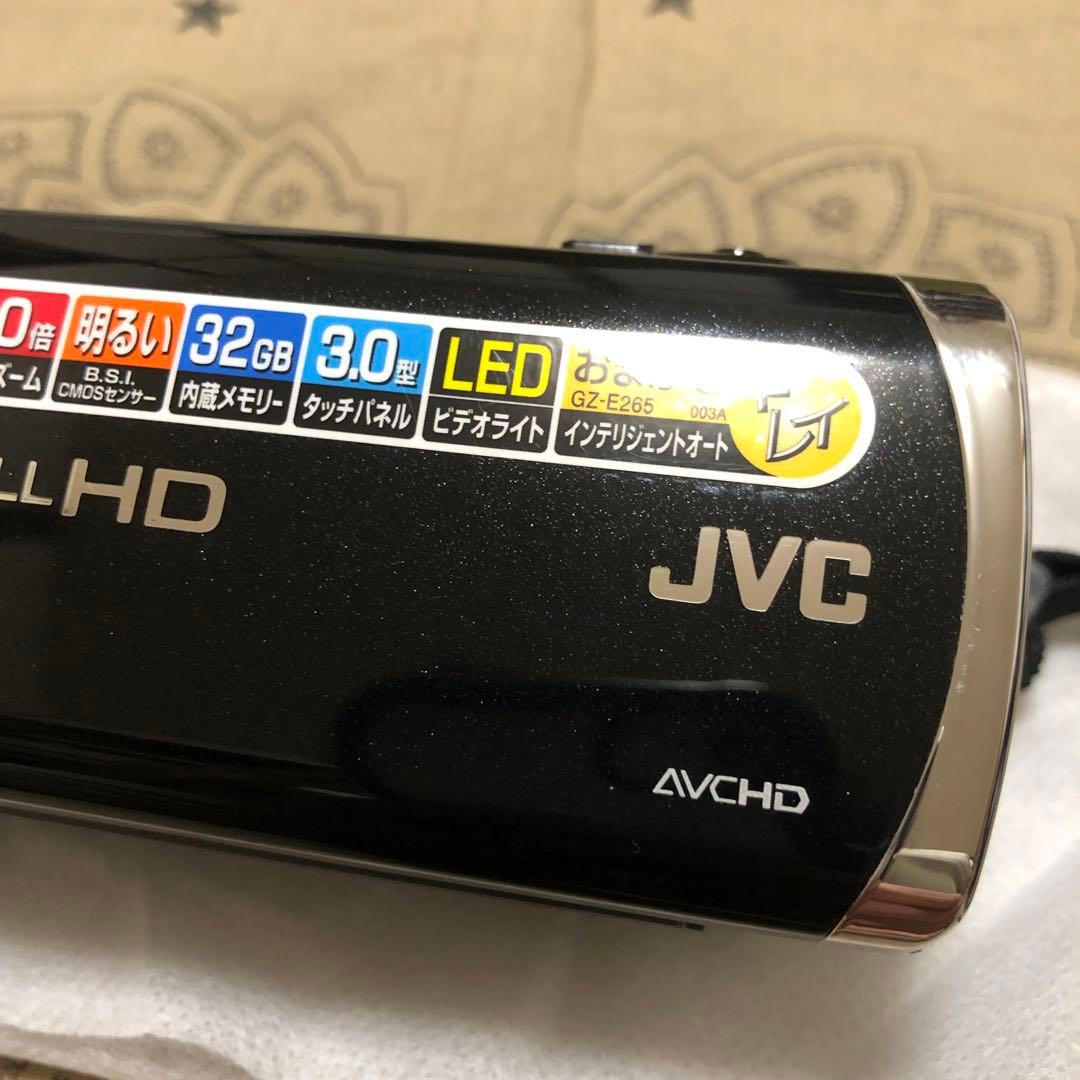 0倍
ズーム
明るい
B.S.I.
CMOSセンサー
32GB
内蔵メモリー
3.0型
タッチパネル
LED
ビデオライト
GZ-E265 003A
インテリジェントオート
キレイ
LL HD
JVC
AVCHD